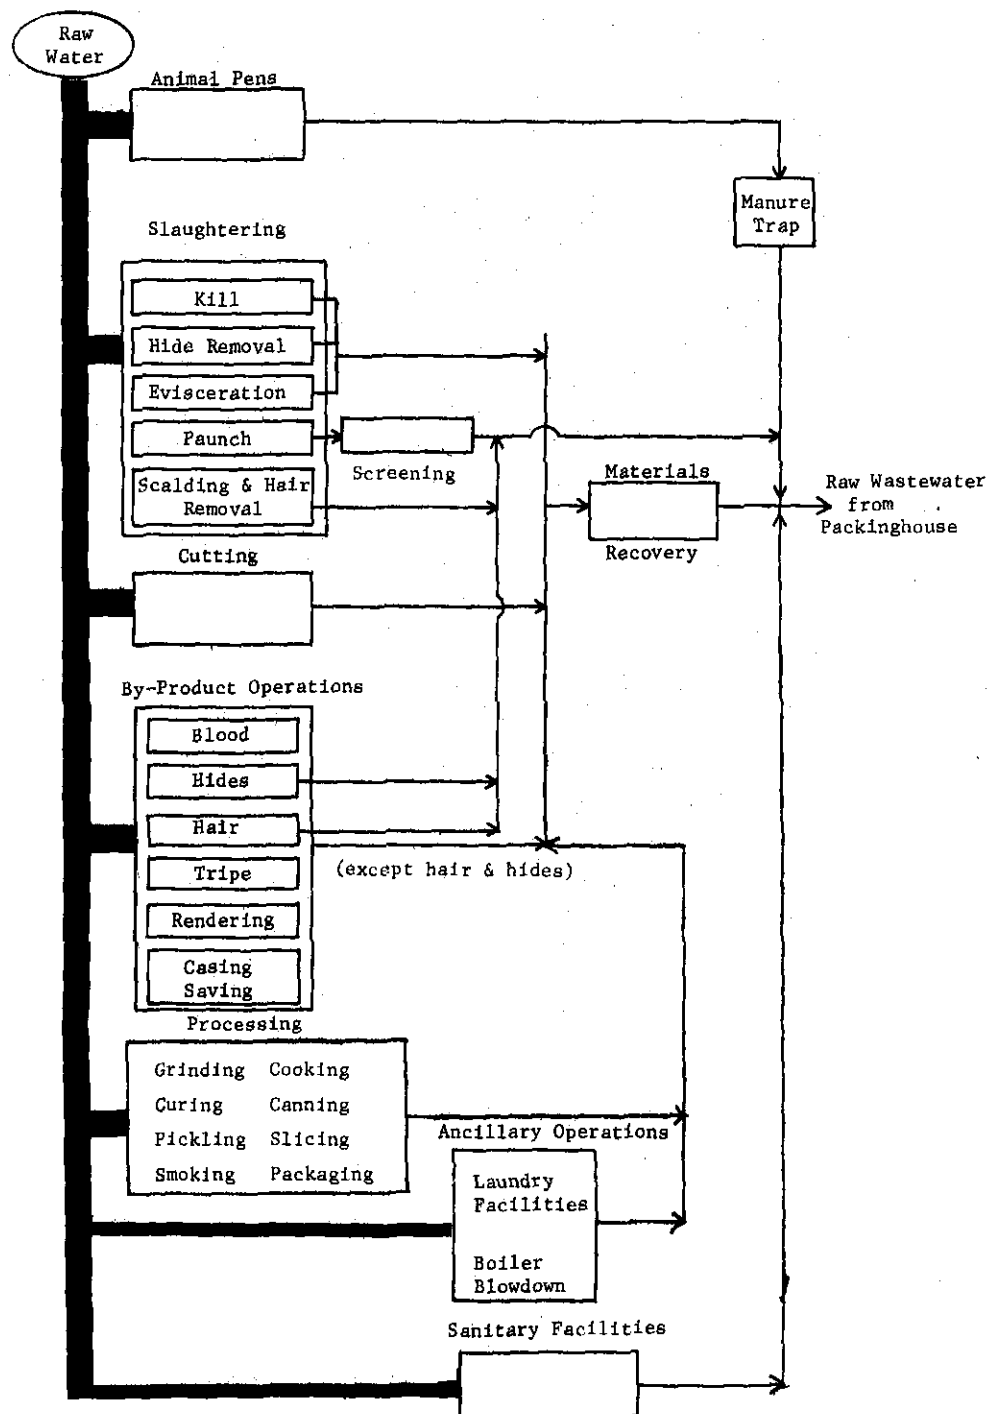 Raw
Water
Animal Pens
Manure
Trap
Slaughtering
Kill
Hide Removal
Evisceration
Paunch
Screening
Scalding & Hair
Removal
Materials
Recovery
Raw Wastewater
from
Packinghouse
Cutting
By-Product Operations
Blood
Hides
Hair
(except hair & hides)
Tripe
Rendering
Casing
Saving
Processing
Grinding Cooking
Curing Canning
Pickling Slicing
Smoking Packaging
Ancillary Operations
Laundry
Facilities
Boiler
Blowdown
Sanitary Facilities